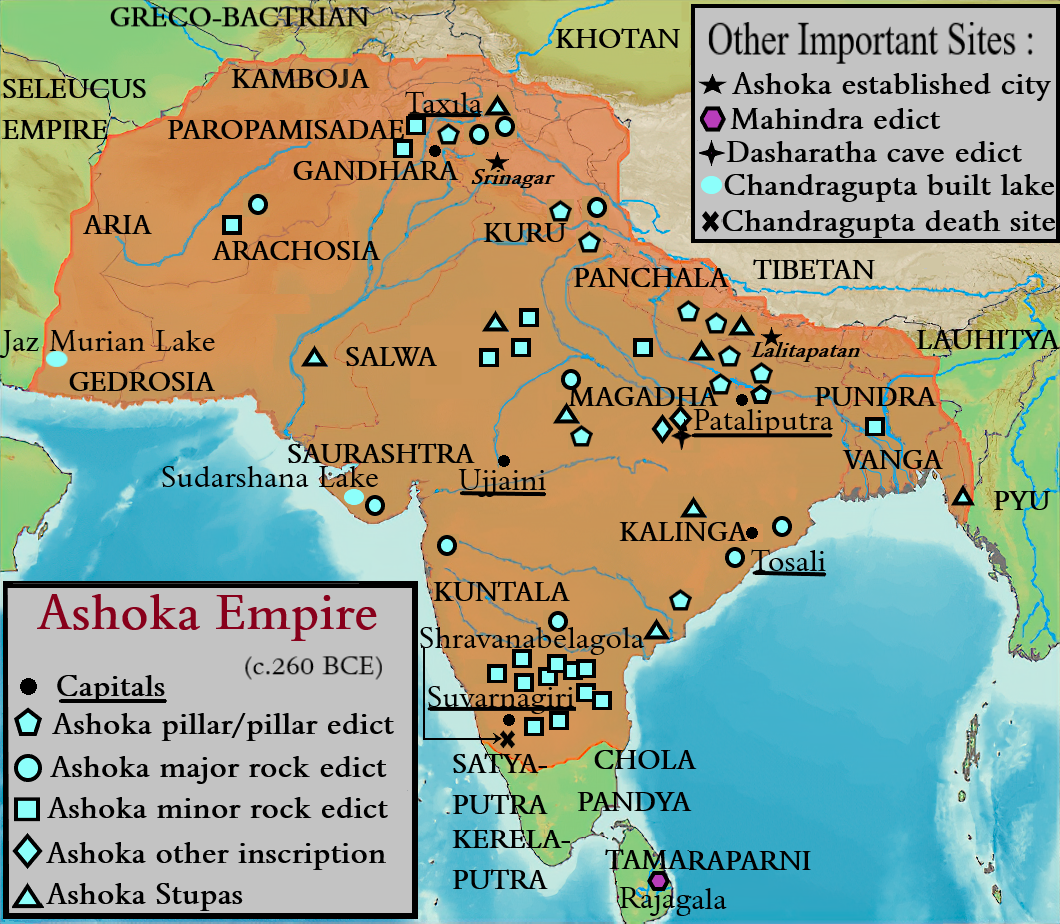 GRECO-BACTRIAN
KHOTAN
SELEUCUS
EMPIRE
KAMBOJA
Taxila
PAROPAMISADAE
GANDHARA
Srinagar
ARIA
ARACHOSIA
KURU
PANCHALA
TIBETAN
Jaz Murian Lake
GEDROSIA
SALWA
Lalitapatan
LAUHITYA
MAGADHA
Pataliputra
PUNDRA
VANGA
SAURASHTRA
Sudarshana Lake
Ujjaini
PYU
KALINGA
Tosali
KUNTALA
Shravanabelagola
Suvarnagiri
SATYA-
PUTRA
CHOLA
PANDYA
KERELA-
PUTRA
TAMARAPARNI
Rajagala
Other Important Sites :
Ashoka established city
Mahindra edict
Dasharatha cave edict
Chandragupta built lake
Chandragupta death site
Ashoka Empire
(c.260 BCE)
Capitals
Ashoka pillar/pillar edict
Ashoka major rock edict
Ashoka minor rock edict
Ashoka other inscription
Ashoka Stupas